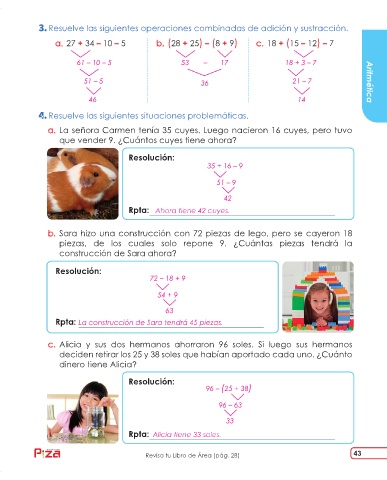 3. Resuelve las siguientes operaciones combinadas de adición y sustracción.
a. 27 + 34 – 10 – 5   b. (28 + 25) – (8 + 9)   c. 18 + (15 – 12) – 7
61 – 10 – 5   53 – 17   18 + 3 – 7
51 – 5   36   21 – 7
46   14
Aritmética
4. Resuelve las siguientes situaciones problemáticas.
a. La señora Carmen tenía 35 cuyes. Luego nacieron 16 cuyes, pero tuvo
que vender 9. ¿Cuántos cuyes tiene ahora?
Resolución:
35 + 16 – 9
51 – 9
42
Rpta: Ahora tiene 42 cuyes.
b. Sara hizo una construcción con 72 piezas de lego, pero se cayeron 18
piezas, de los cuales solo repone 9. ¿Cuántas piezas tendrá la
construcción de Sara ahora?
Resolución:
72 – 18 + 9
54 + 9
63
Rpta: La construcción de Sara tendrá 45 piezas.
c. Alicia y sus dos hermanos ahorraron 96 soles. Si luego sus hermanos
deciden retirar los 25 y 38 soles que habían aportado cada uno. ¿Cuánto
dinero tiene Alicia?
Resolución:
96 – (25 + 38)
96 – 63
33
Rpta: Alicia tiene 33 soles.
Revisa tu Libro de Área (pág. 28)
43